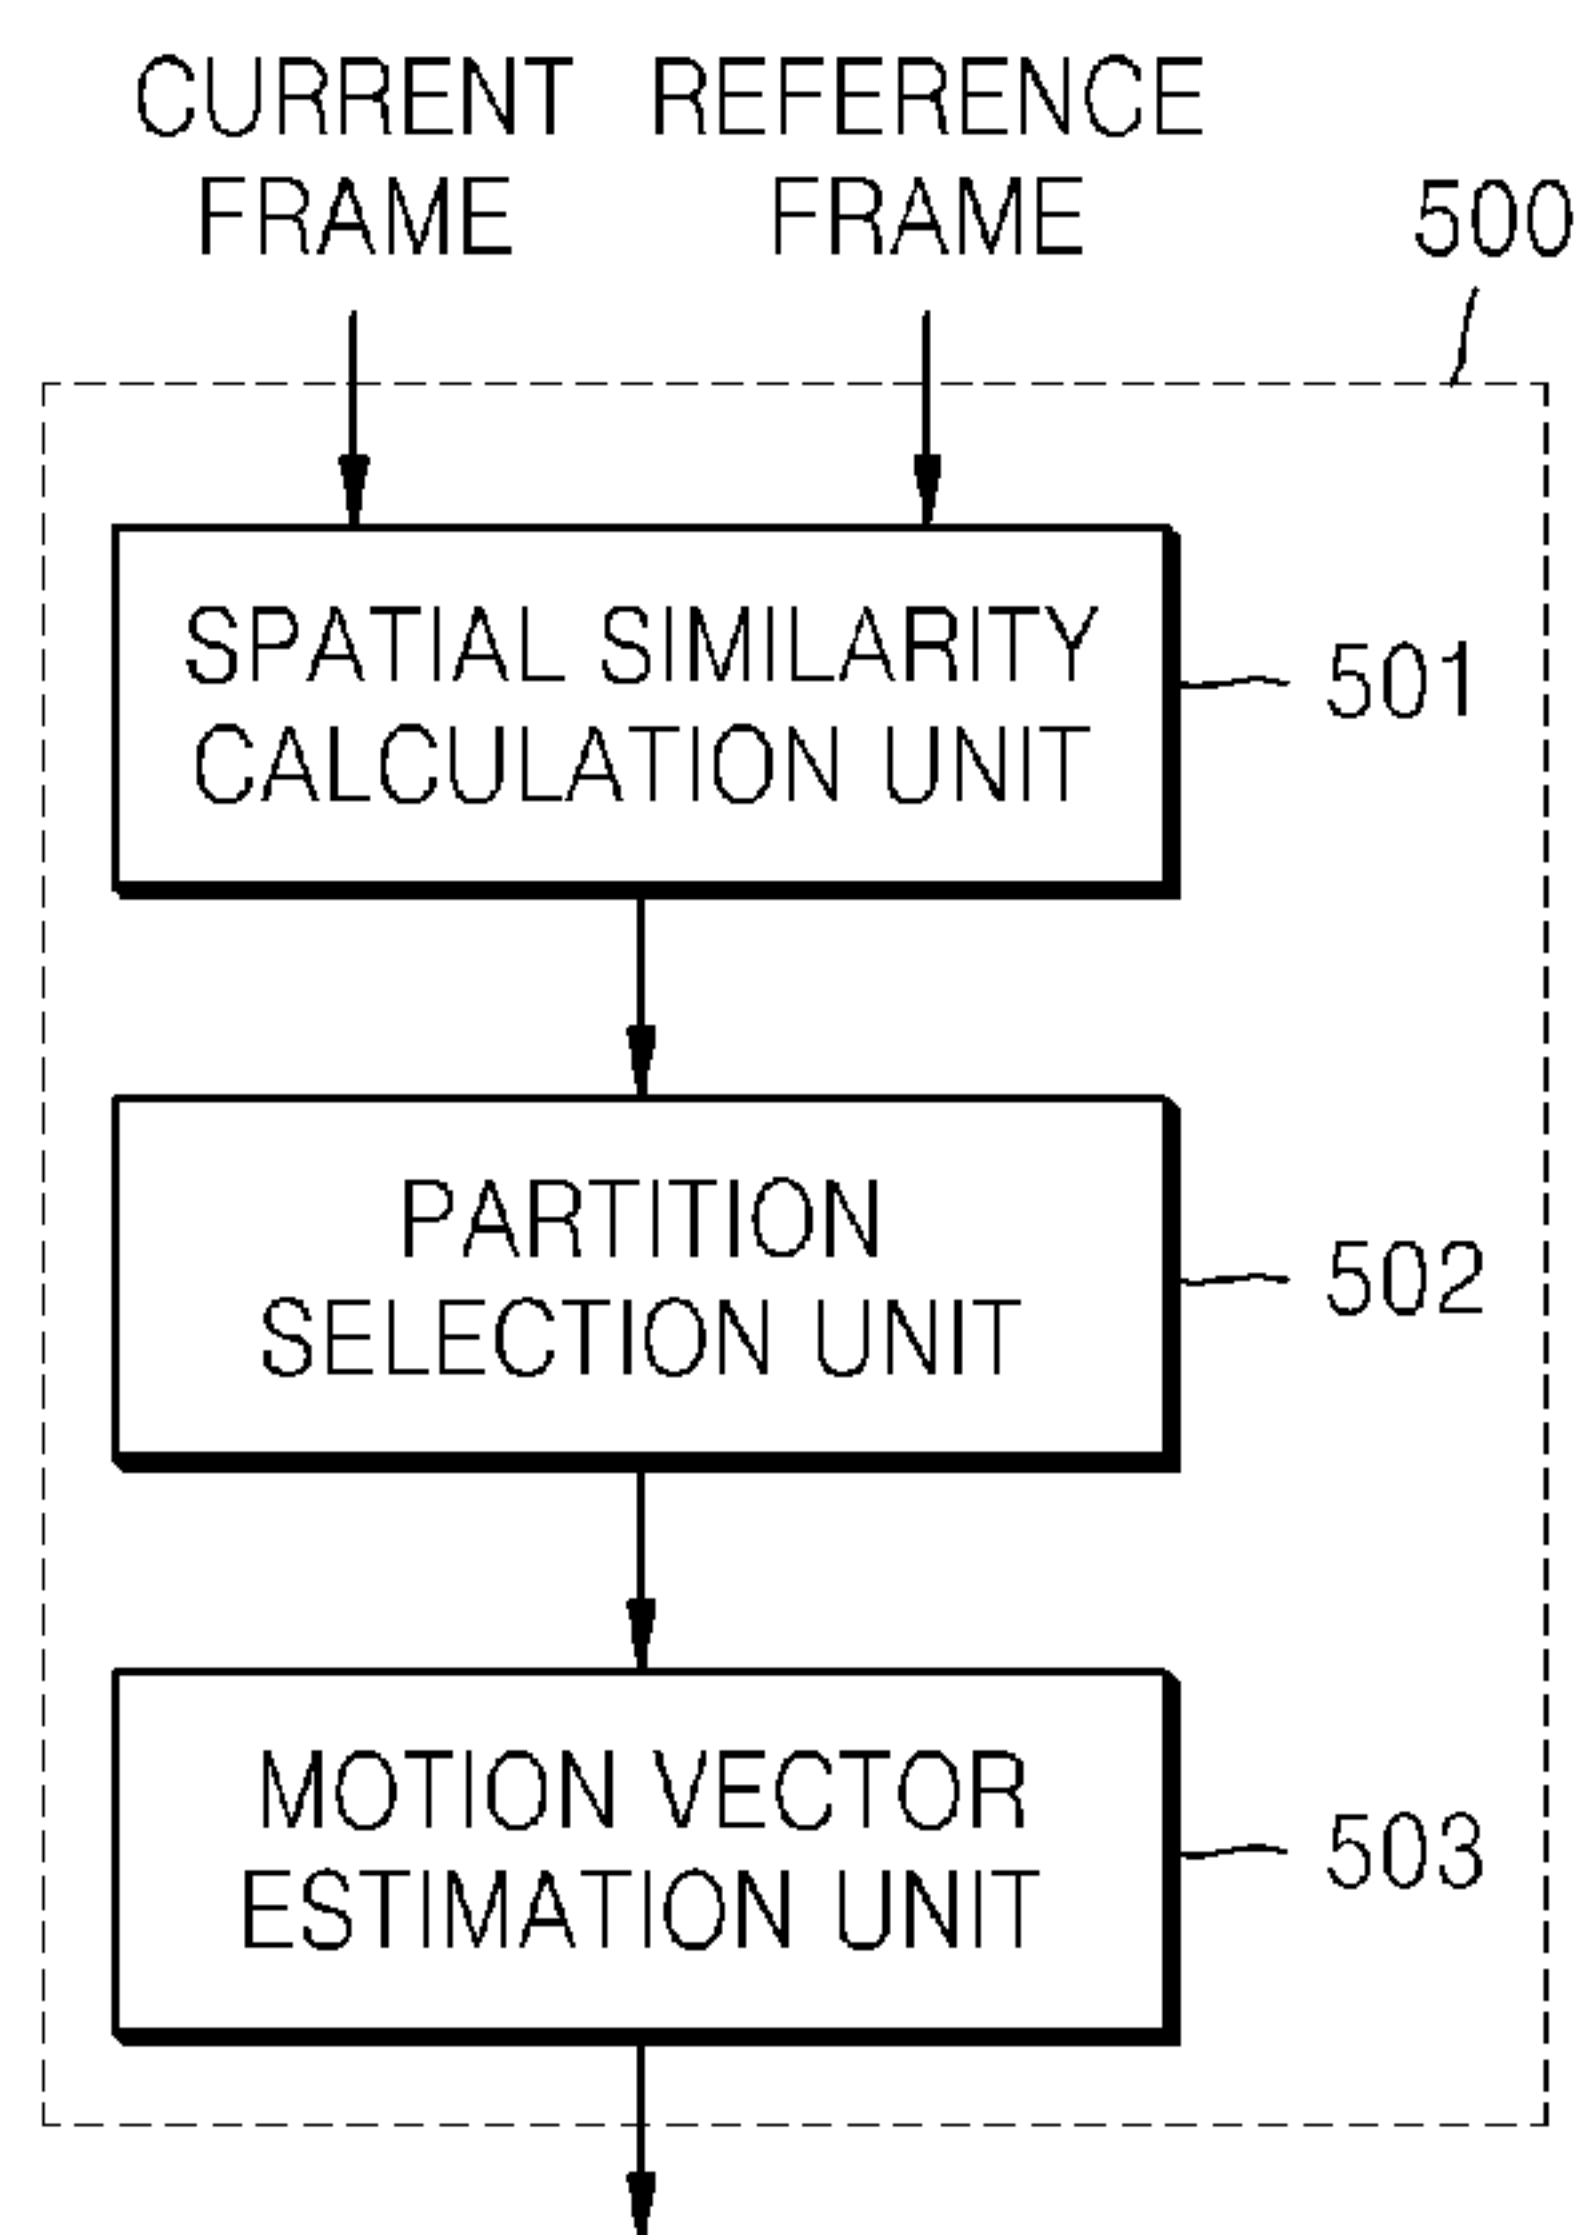 CURRENT REFERENCE
FRAME FRAME
500
SPATIAL SIMILARITY
CALCULATION UNIT
501
PARTITION
SELECTION UNIT
502
MOTION VECTOR
ESTIMATION UNIT
503